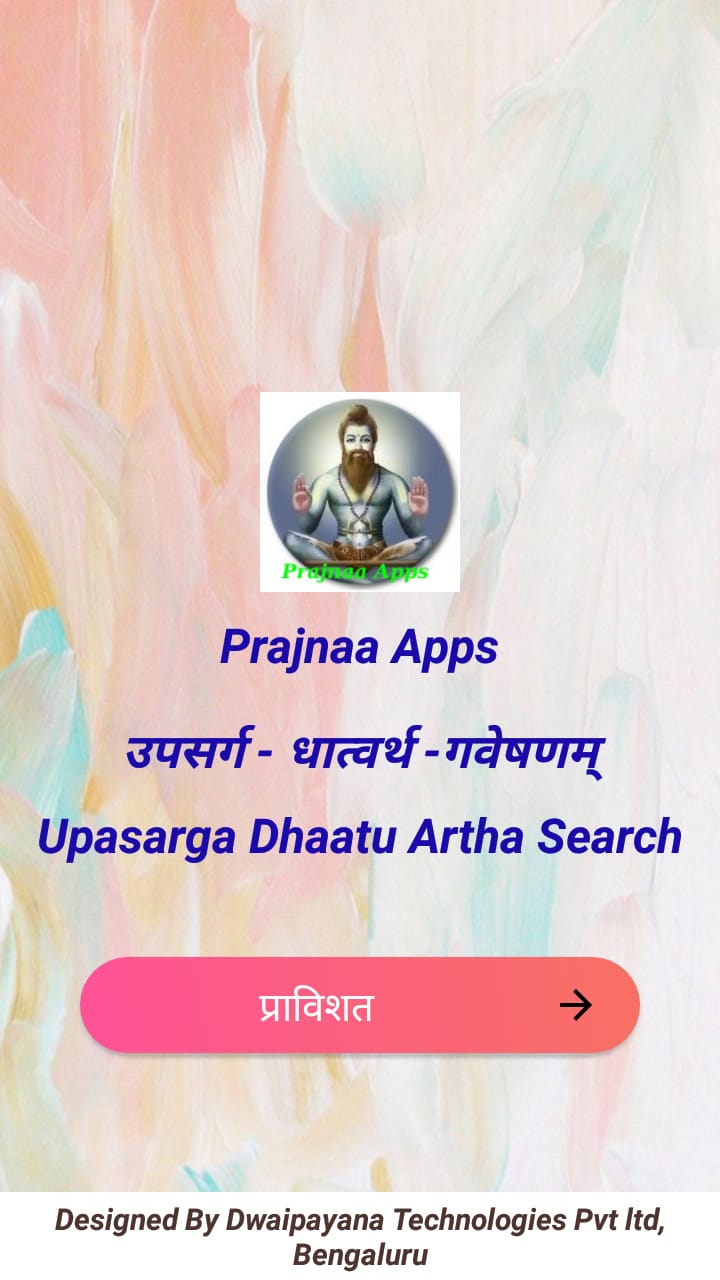 Prajnaa Apps
Prajnaa Apps
उपसर्ग - धात्वर्थ -गवेषणम्
Upasarga Dhaatu Artha Search
प्राविशत
Designed By Dwaipayana Technologies Pvt ltd,
Bengaluru